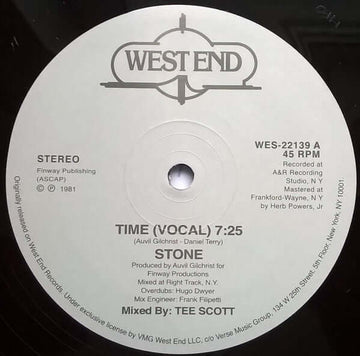 WEST END
STEREO
Finway Publishing
(ASCAP)
© ℗ 1981
WES-22139 A
45 RPM
Recorded at
A&R Recording
Studio, N.Y.
Mastered at
Frankford-Wayne, N.Y.
by Herb Powers, Jr
TIME (VOCAL) 7:25
(Auvil Gilchrist - Daniel Terry)
STONE
Produced by Auvil Gilchrist for
Finway Productions
Mixed at Right Track, N.Y.
Overdubs: Hugo Dwyer
Mix Engineer: Frank Filipetti
Mixed By: TEE SCOTT
Originally released on West End Records. Under exclusive license by VMG West End LLC, c/o Verse Music Group, 134 W 25th Street, 5th Floor, New York, NY 10001